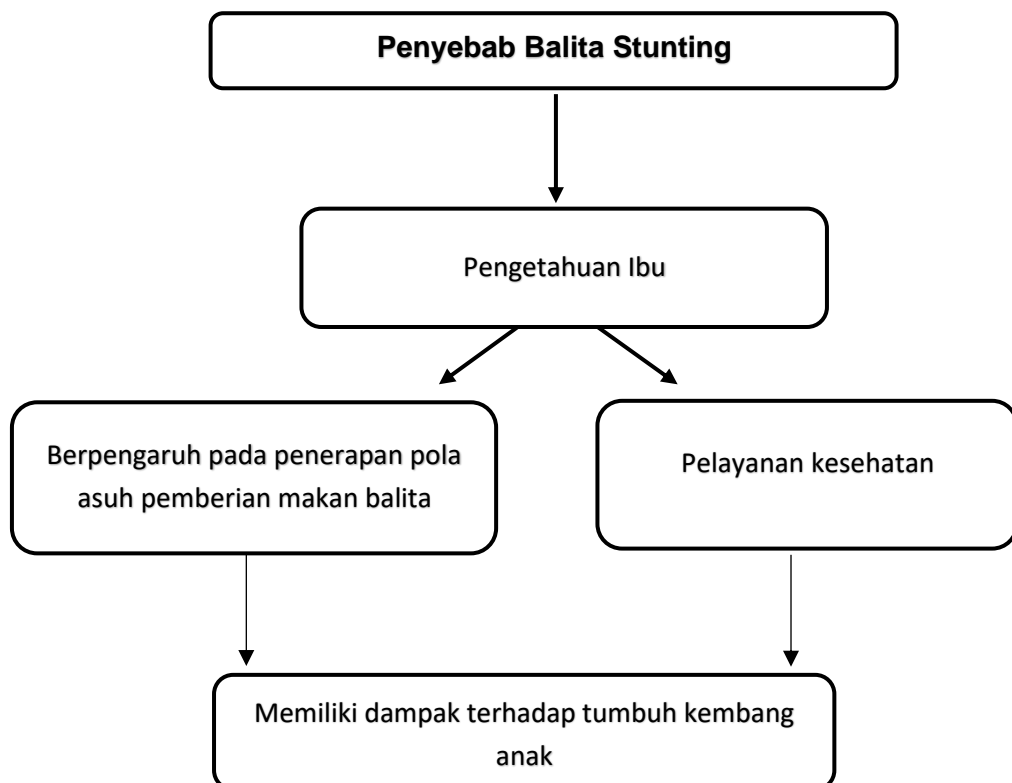 Penyebab Balita Stunting
Pengetahuan Ibu
Berpengaruh pada penerapan pola
asuh pemberian makan balita
Pelayanan kesehatan
Memiliki dampak terhadap tumbuh kembang
anak